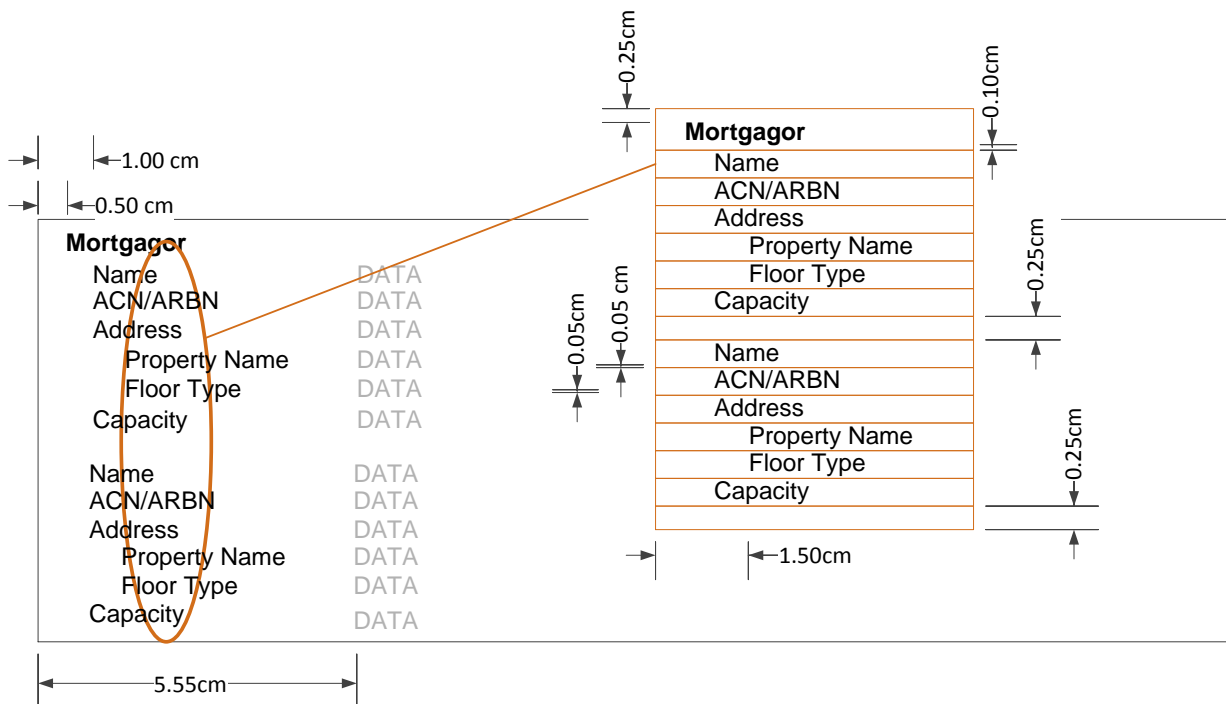 0.25cm
0.10cm
Mortgagor
1.00 cm
Name
ACN/ARBN
0.50 cm
Address
Property Name
Floor Type
Capacity
0.25cm
Name
ACN/ARBN
Address
Property Name
Floor Type
Capacity
0.25cm
1.50cm
Mortgagor
Name DATA
ACN/ARBN DATA
Address DATA
Property Name DATA
Floor Type DATA
Capacity DATA
0.05cm
0.05 cm
Name DATA
ACN/ARBN DATA
Address DATA
Property Name DATA
Floor Type DATA
Capacity DATA
5.55cm